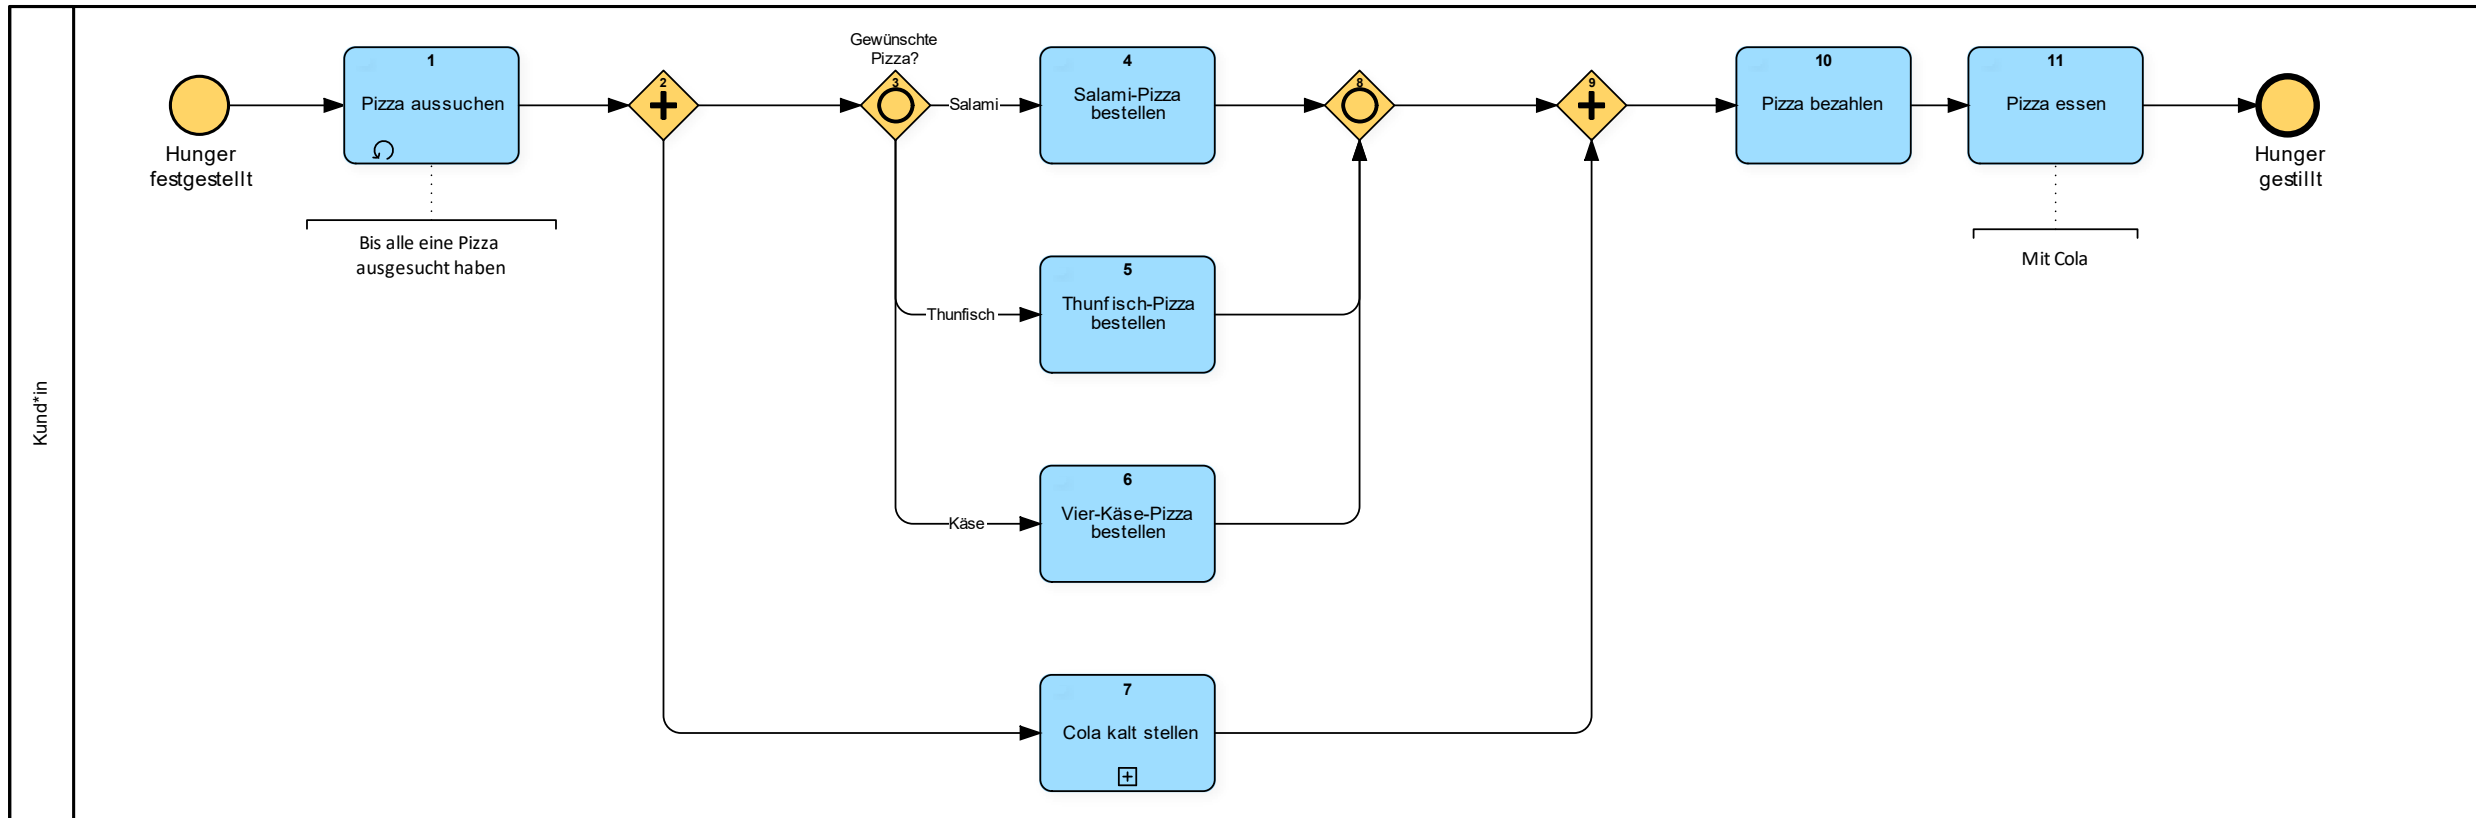 Kund*in
Hunger
festgestellt
1
Pizza aussuchen
Bis alle eine Pizza
ausgesucht haben
2
Gewünschte
Pizza?
3
Salami
Thunfisch
Käse
4
Salami-Pizza
bestellen
5
Thunfisch-Pizza
bestellen
6
Vier-Käse-Pizza
bestellen
7
Cola kalt stellen
8
9
10
Pizza bezahlen
11
Pizza essen
Mit Cola
Hunger
gestillt